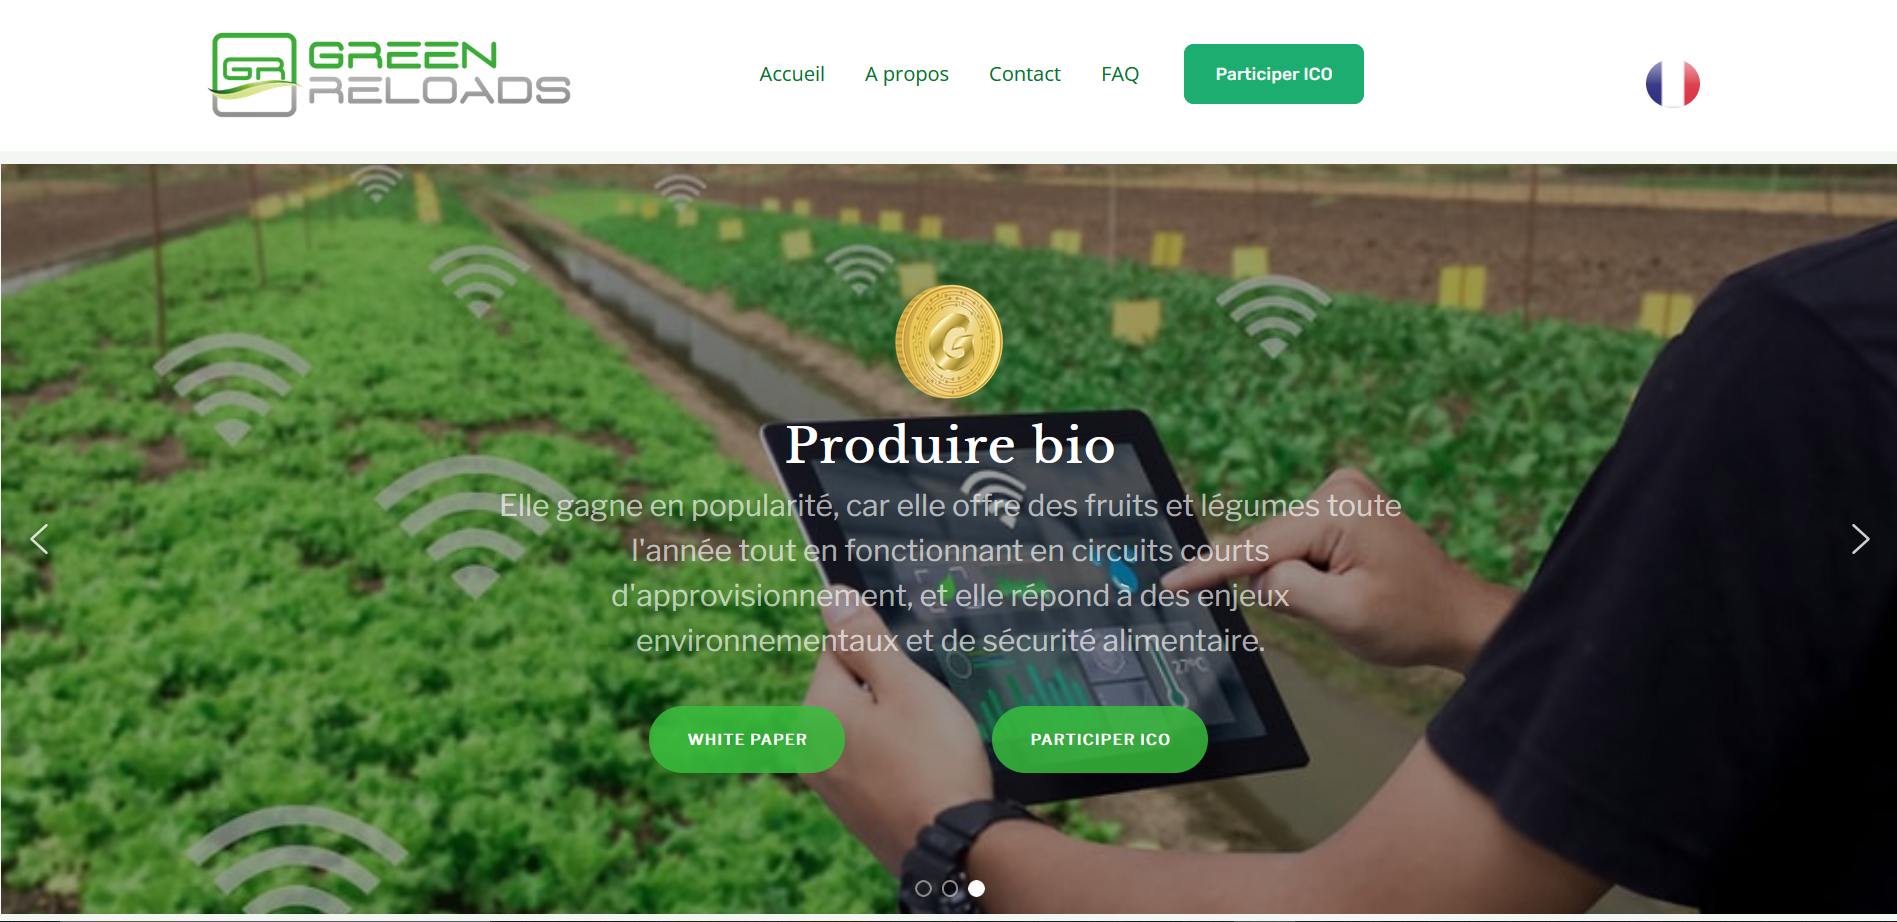 GR GREEN
RELOADS
Accueil A propos Contact FAQ Participer ICO
G
Produire bio
Elle gagne en popularité, car elle offre des fruits et légumes toute
l'année tout en fonctionnant en circuits courts
d'approvisionnement, et elle répond à des enjeux
environnementaux et de sécurité alimentaire.
27°C
WHITE PAPER PARTICIPER ICO